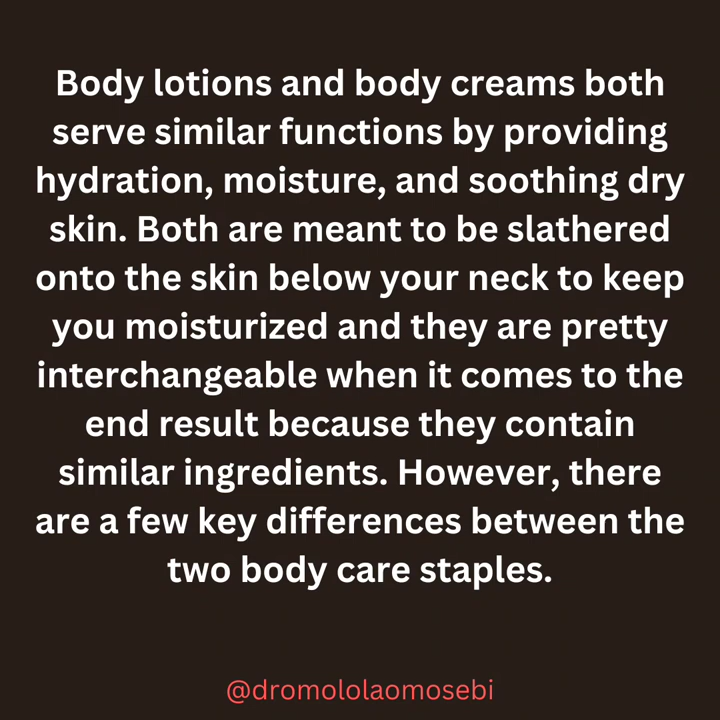 Body lotions and body creams both
serve similar functions by providing
hydration, moisture, and soothing dry
skin. Both are meant to be slathered
onto the skin below your neck to keep
you moisturized and they are pretty
interchangeable when it comes to the
end result because they contain
similar ingredients. However, there
are a few key differences between the
two body care staples.
@dromololaomosebi